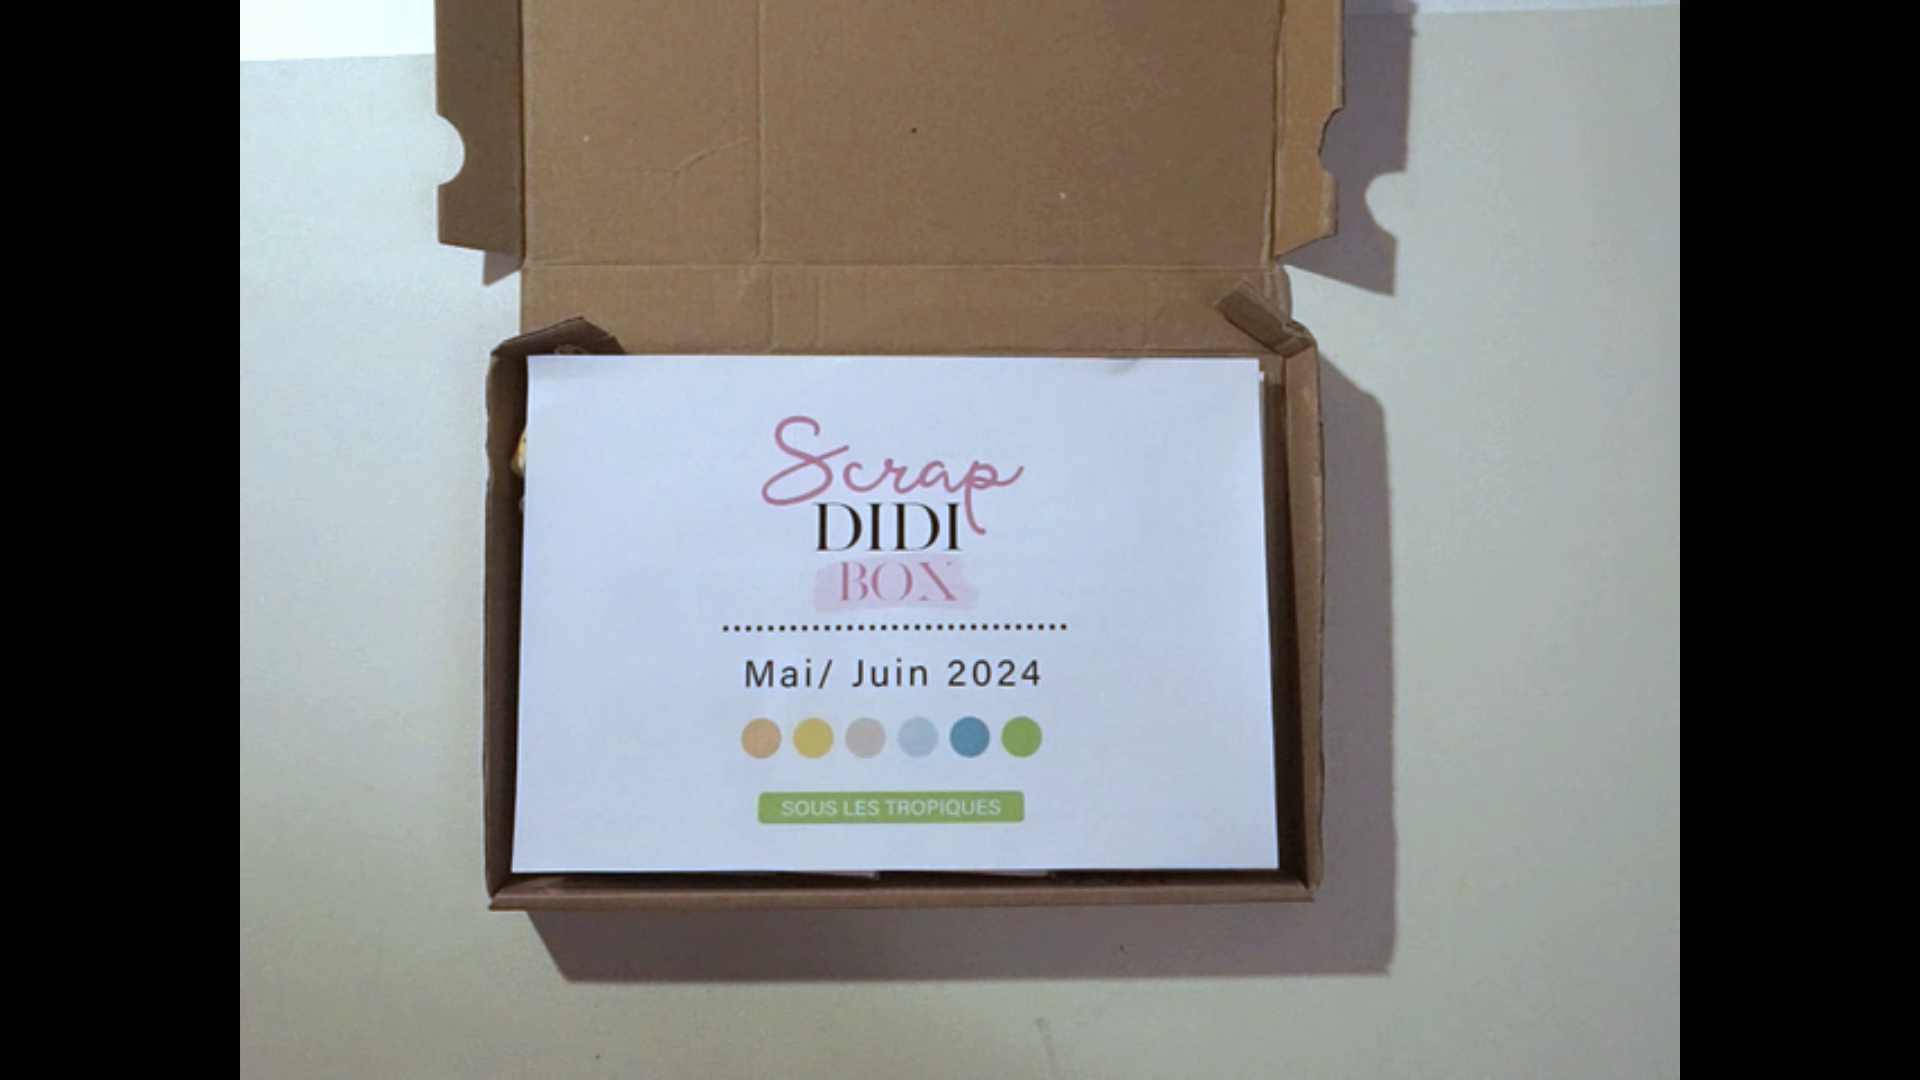 Scrap
DIDI
BOX
Mai/ Juin 2024
SOUS LES TROPIQUES